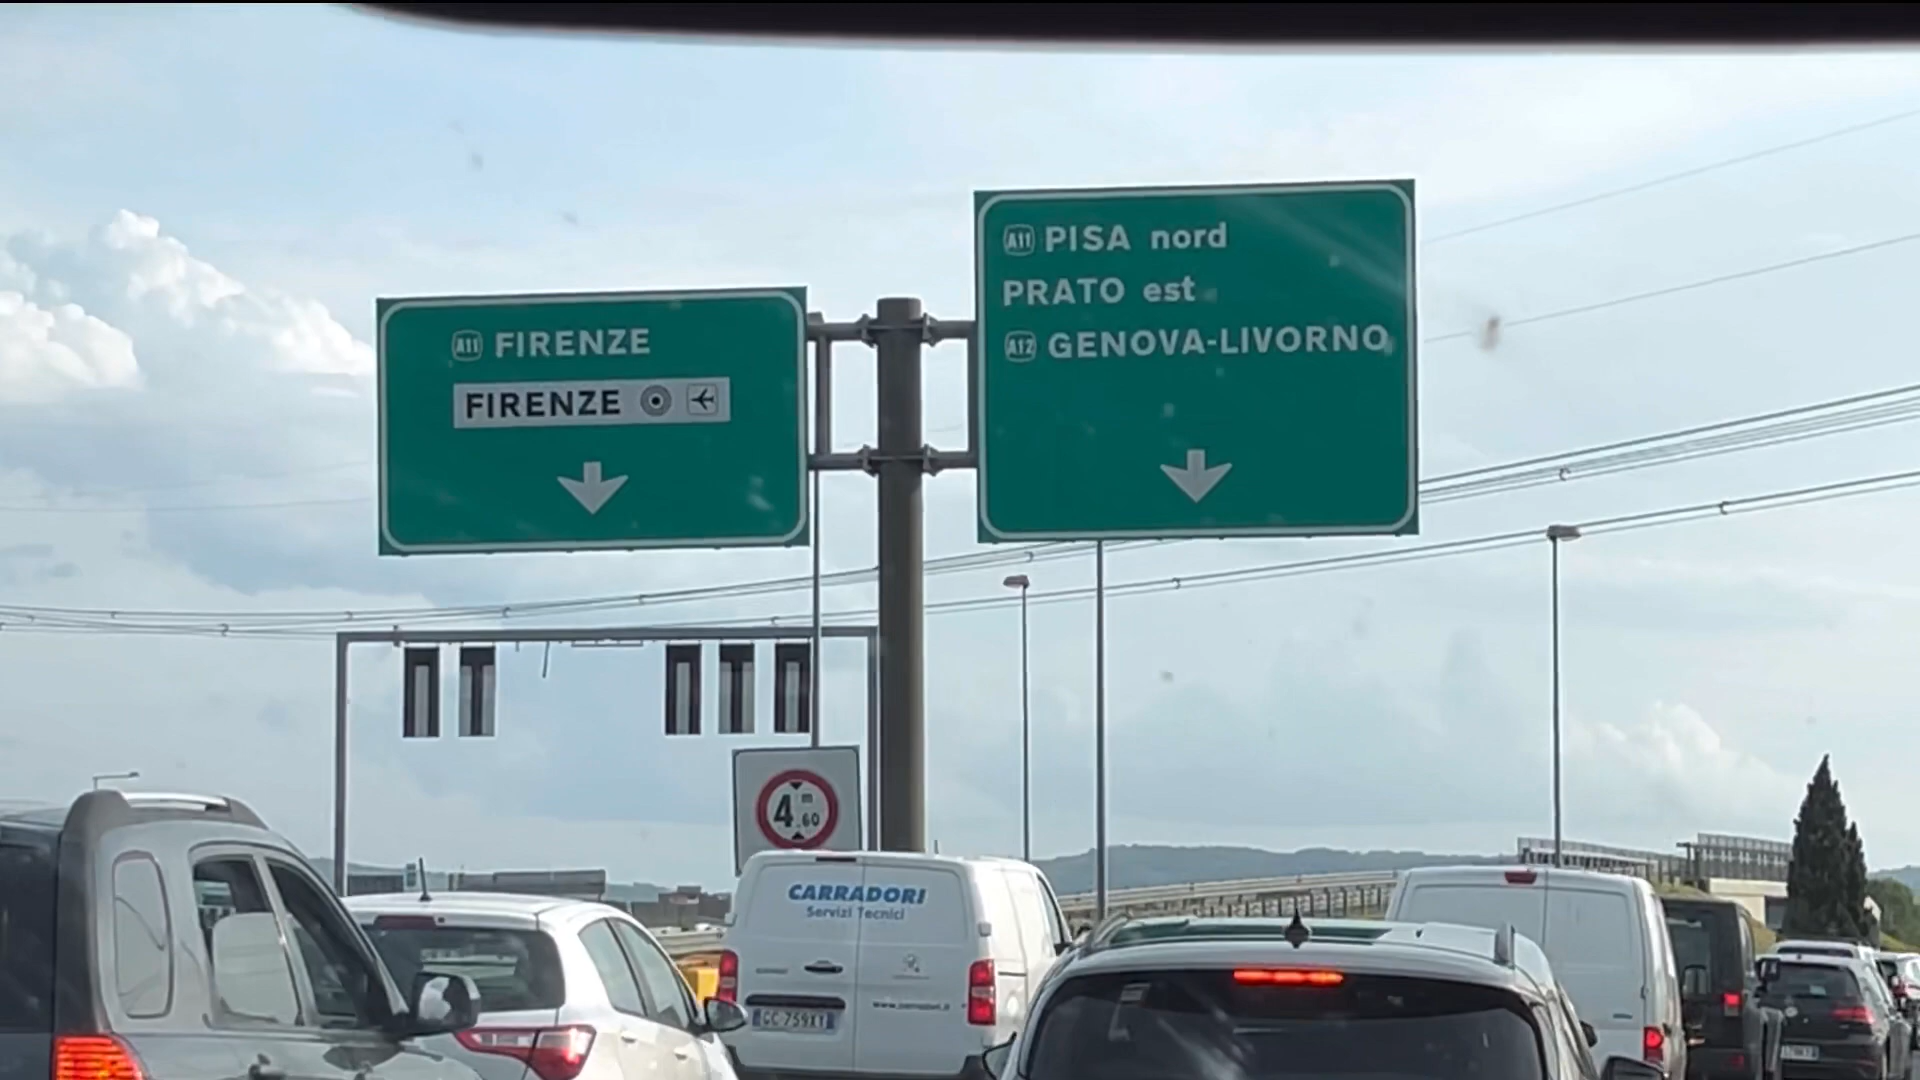 A11 FIRENZE
FIRENZE
A11 PISA nord
PRATO est
A12 GENOVA-LIVORNO
4 m .60
CARRADORI
Servizi Tecnici
GC 759XT